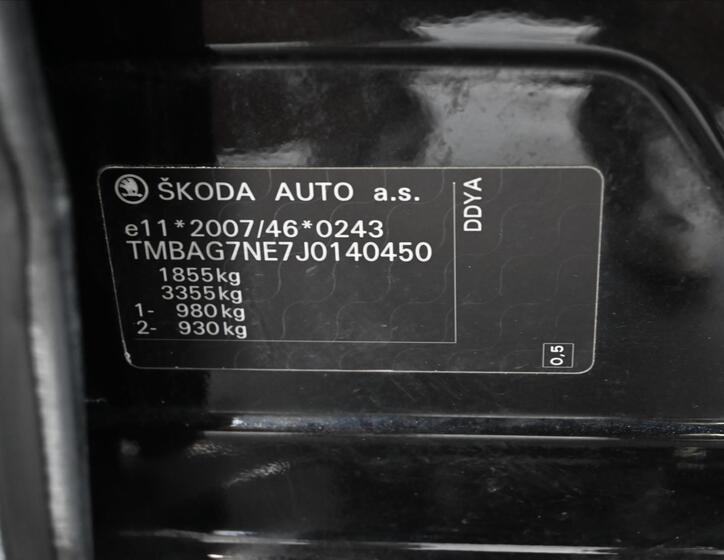 ŠKODA AUTO a.s.
e11*2007/46*0243
TMBAG7NE7J0140450
1855kg
3355kg
1- 980kg
2- 930kg
DDYA
0,5